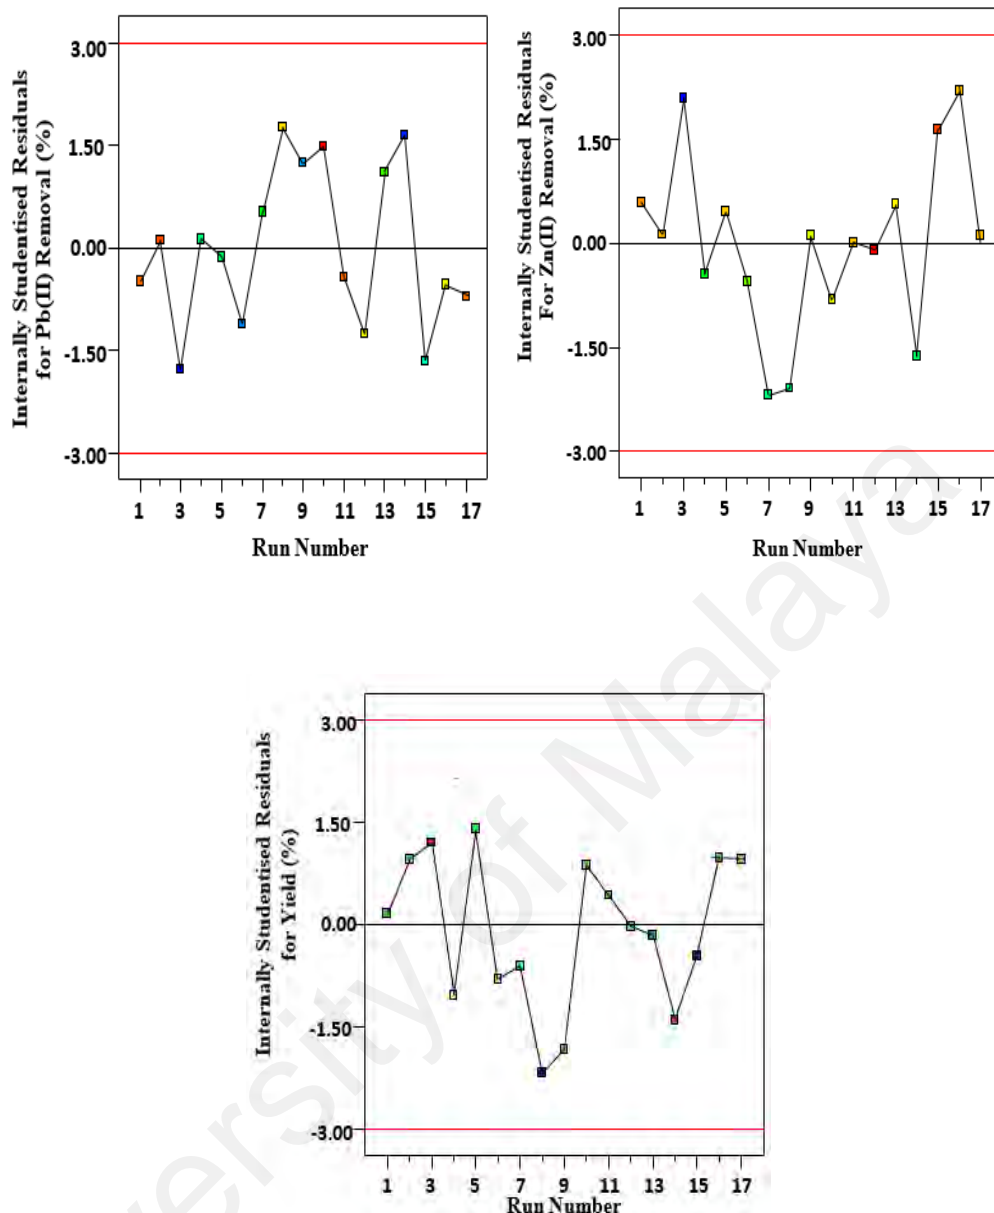 Internally Studentised Residuals
for Pb(II) Removal (%)
3.00
1.50
0.00
-1.50
-3.00
1 3 5 7 9 11 13 15 17
Run Number
Internally Studentised Residuals
For Zn(II) Removal (%)
3.00
1.50
0.00
-1.50
-3.00
1 3 5 7 9 11 13 15 17
Run Number
Internally Studentised Residuals
for Yield (%)
3.00
1.50
0.00
-1.50
-3.00
1 3 5 7 9 11 13 15 17
Run Number
versity of Malaya